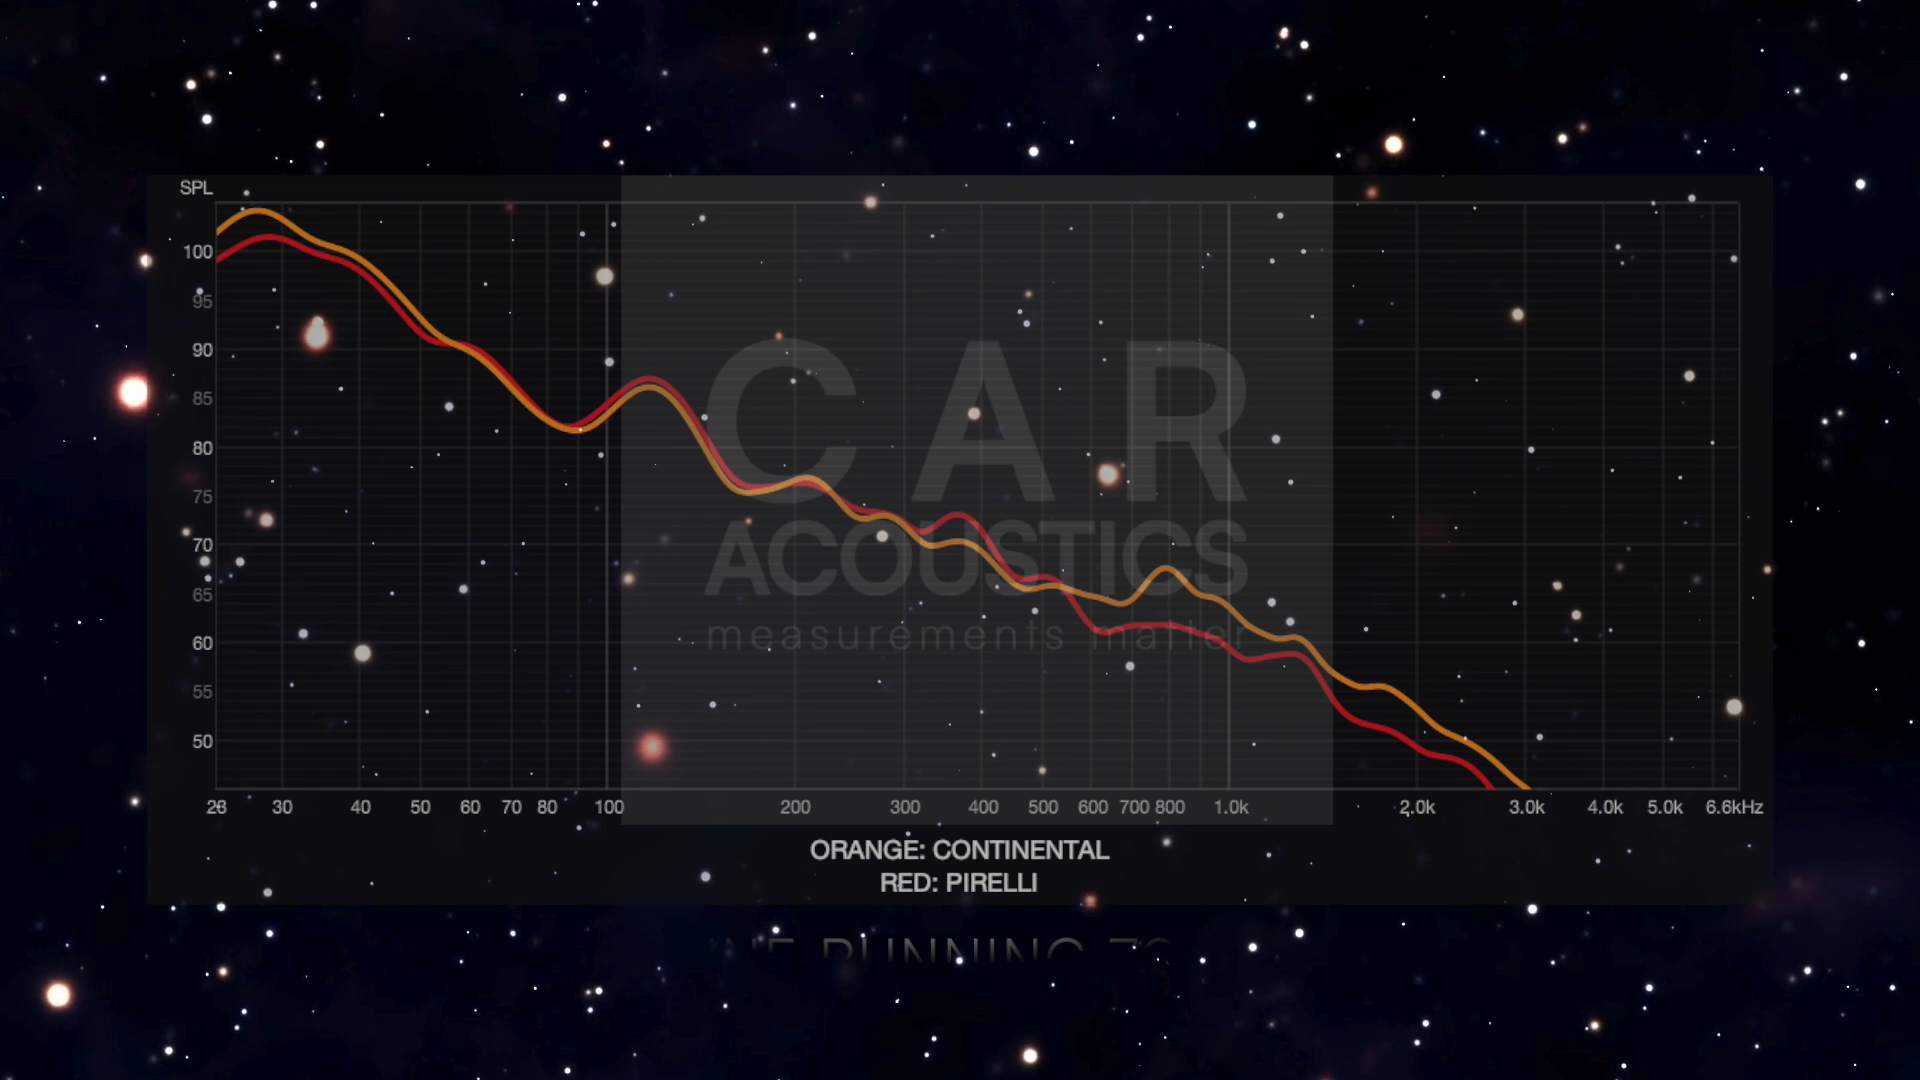 SPL
100
95
90
85
80
75
70
65
60
55
50
CAR
ACOUSTICS
measurements matter
30 40 50 60 70 80 100 200 300 400 500 600 700 800 1.0k 2.0k 3.0k 4.0k 5.0k 6.6kHz
ORANGE: CONTINENTAL
RED: PIRELLI
RUNNING